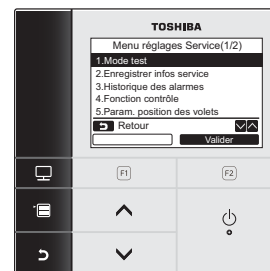 TOSHIBA
Menu réglages Service(1/2)
1.Mode test
2.Enregistrer infos service
3.Historique des alarmes
4.Fonction contrôle
5.Param. position des volets
Retour
Valider
F1
F2